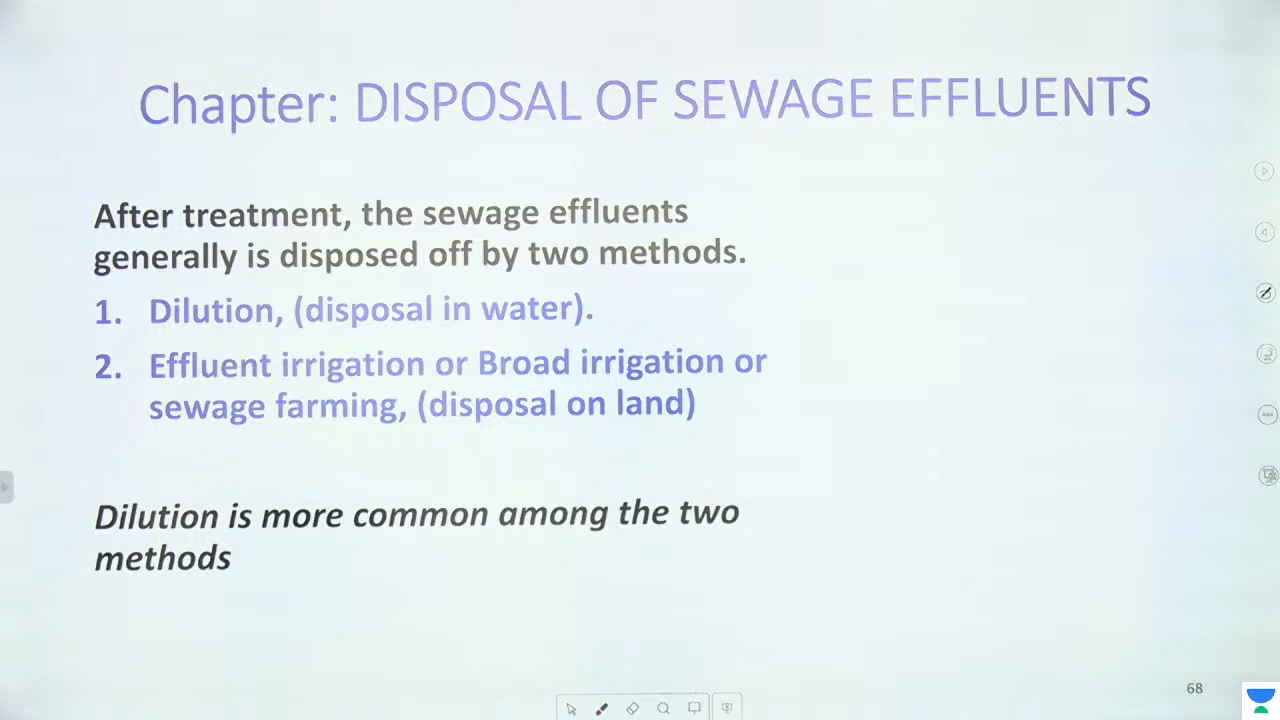 Chapter: DISPOSAL OF SEWAGE EFFLUENTS
After treatment, the sewage effluents
generally is disposed off by two methods.
1. Dilution, (disposal in water).
2. Effluent irrigation or Broad irrigation or
sewage farming, (disposal on land)
Dilution is more common among the two
methods
68